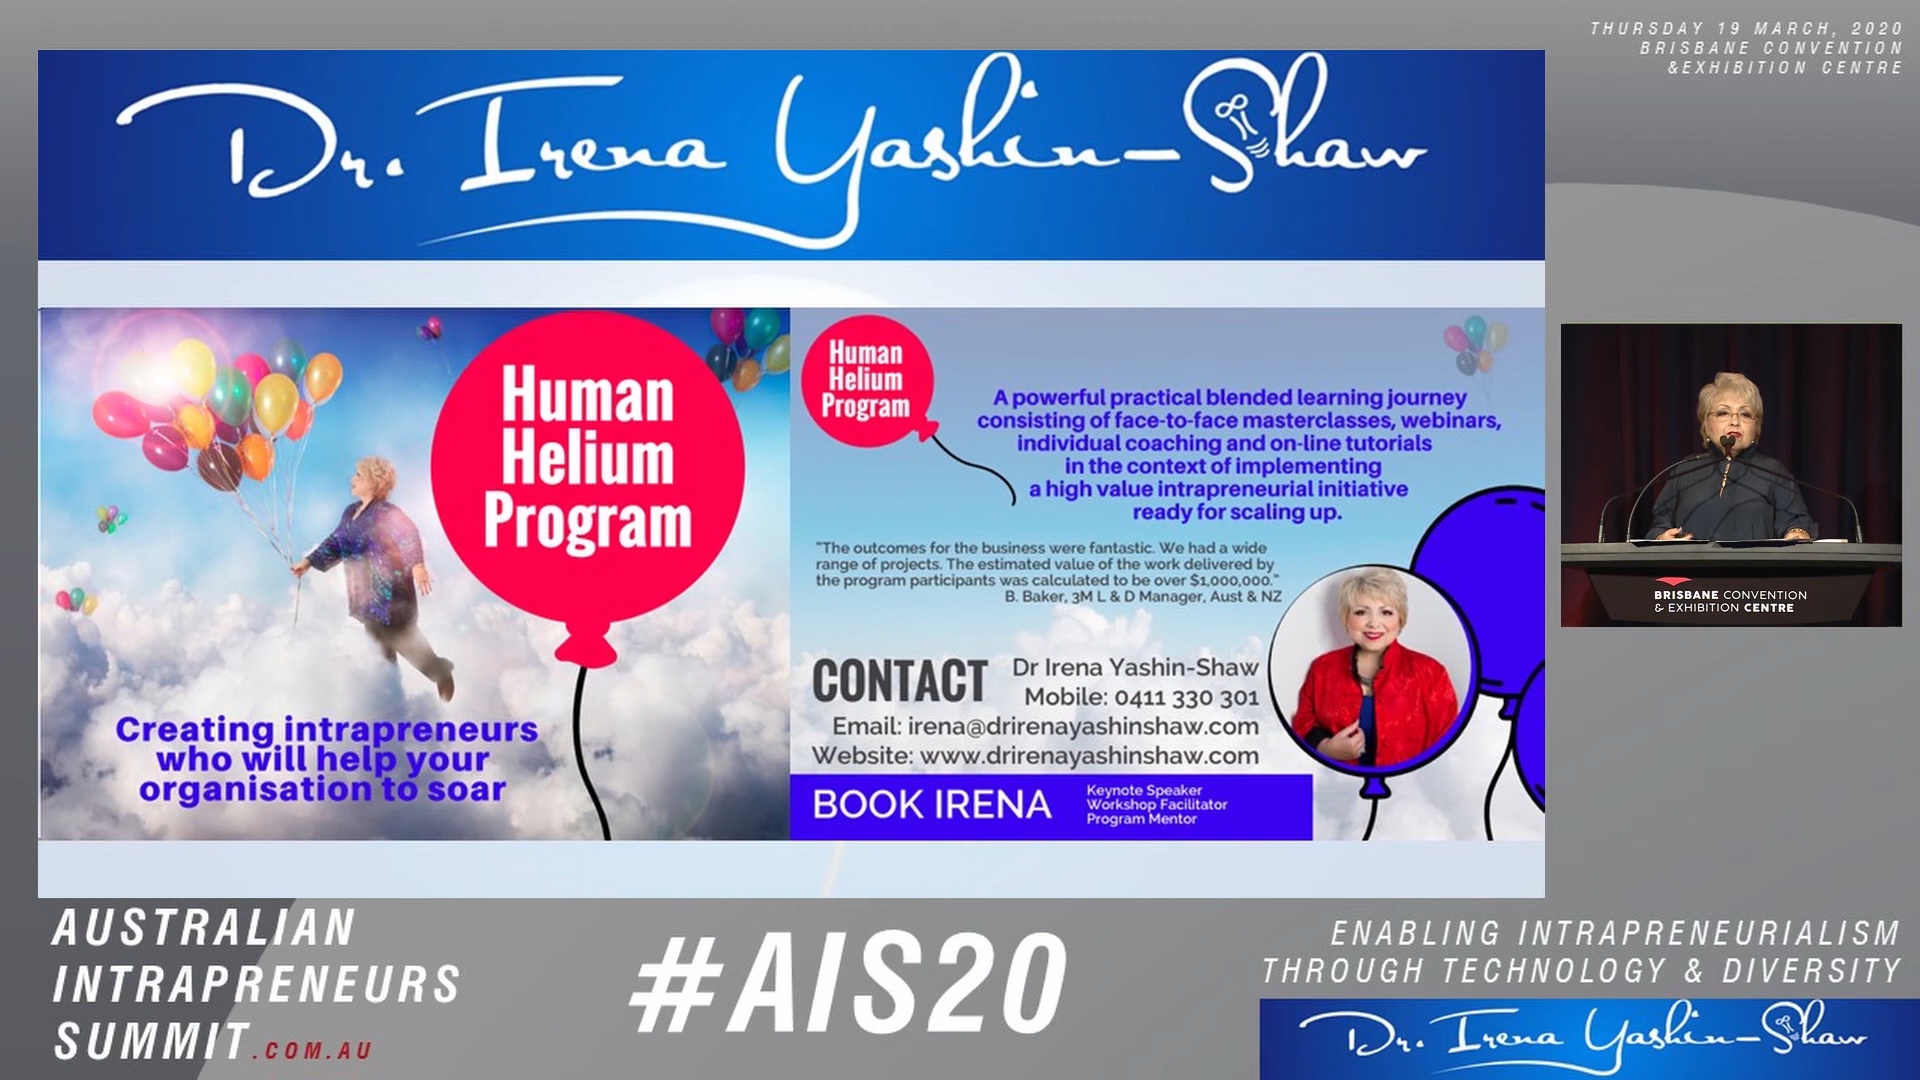 THURSDAY 19 MARCH, 2020
BRISBANE CONVENTION
&EXHIBITION CENTRE
Dr. Irena Yashin-Shaw
Human
Helium
Program
Creating intrapreneurs
who will help your
organisation to soar
Human
Helium
Program
A powerful practical blended learning journey
consisting of face-to-face masterclasses, webinars,
individual coaching and on-line tutorials
in the context of implementing
a high value intrapreneurial initiative
ready for scaling up.
"The outcomes for the business were fantastic. We had a wide
range of projects. The estimated value of the work delivered by
the program participants was calculated to be over $1,000,000."
B. Baker, 3M L & D Manager, Aust & NZ
CONTACT
Dr Irena Yashin-Shaw
Mobile: 0411 330 301
Email: irena@drirenayashinshaw.com
Website: www.drirenayashinshaw.com
BOOK IRENA
Keynote Speaker
Workshop Facilitator
Program Mentor
BRISBANE CONVENTION
& EXHIBITION CENTRE
AUSTRALIAN
INTRAPRENEURS
SUMMIT.COM.AU
#AIS20
ENABLING INTRAPRENEURIALISM
THROUGH TECHNOLOGY & DIVERSITY
Dr. Irena Yashin-Shaw